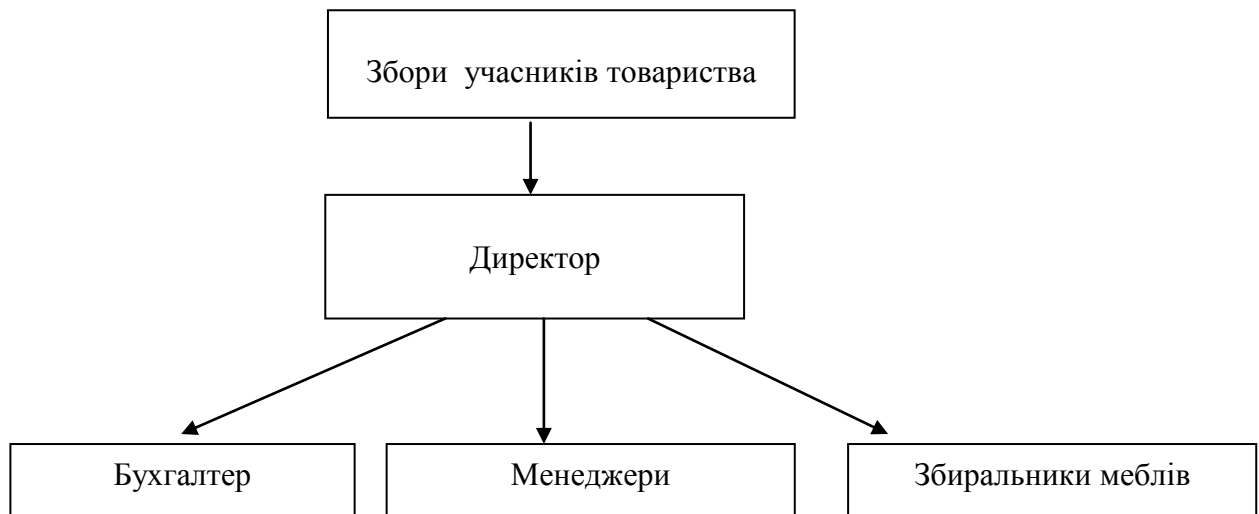 Збори учасників товариства
Директор
Бухгалтер
Менеджери
Збиральники меблів